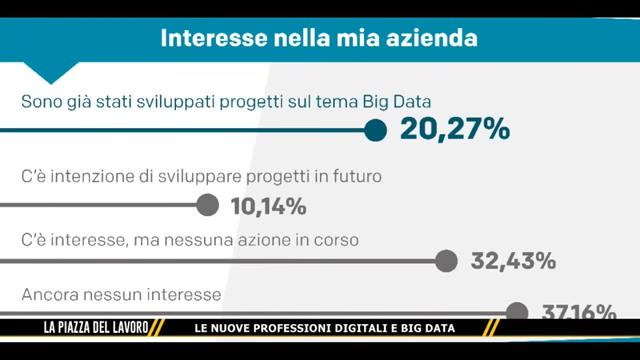 Interesse nella mia azienda
Sono già stati sviluppati progetti sul tema Big Data
20,27%
C'è intenzione di sviluppare progetti in futuro
10,14%
C'è interesse, ma nessuna azione in corso
32,43%
Ancora nessun interesse
37,16%
LA PIAZZA DEL LAVORO // LE NUOVE PROFESSIONI DIGITALI E BIG DATA //